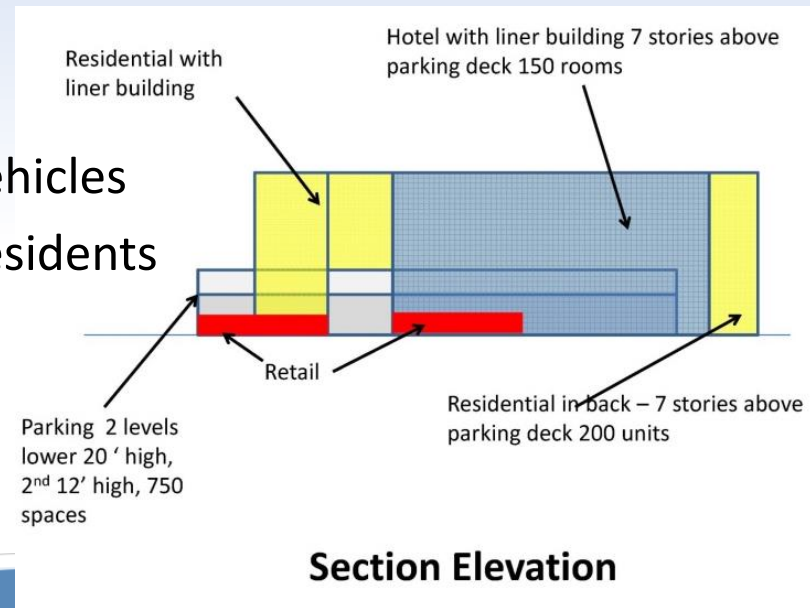 Residential with
liner building
Hotel with liner building 7 stories above
parking deck 150 rooms
ehicles
esidents
Retail
Residential in back – 7 stories above
parking deck 200 units
Parking 2 levels
lower 20 ‘ high,
2nd 12’ high, 750
spaces
Section Elevation